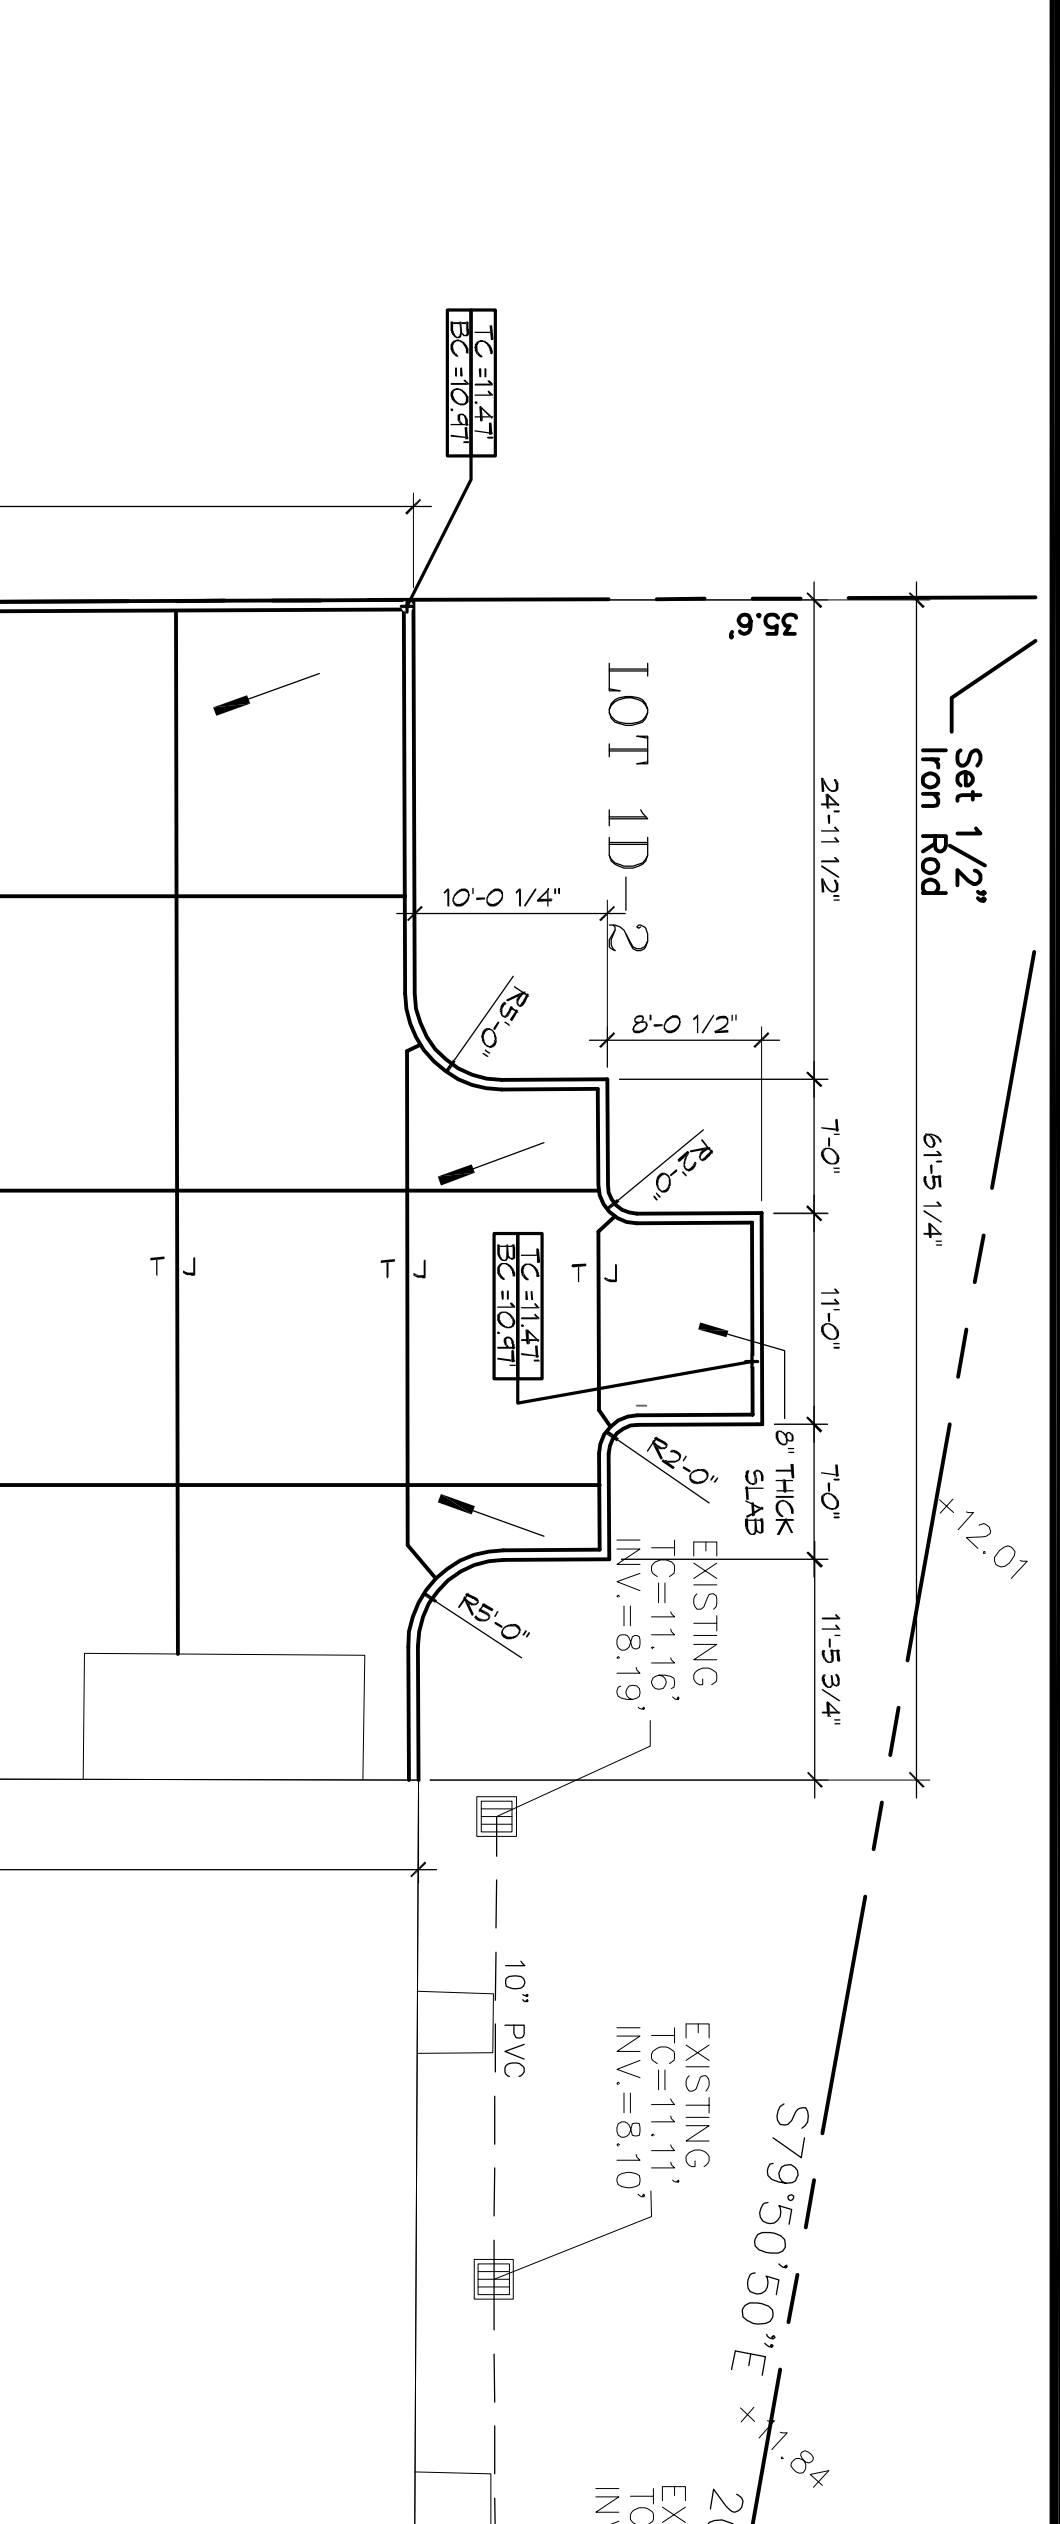 TC =11.47'
BC =10.97'
35.6'
LOT 1D-2
Set 1/2"
Iron Rod
24'-11 1/2"
10'-0 1/4"
8'-0 1/2"
R5'-0"
7'-0"
61'-5 1/4"
R2'-0"
TC =11.47'
BC =10.97'
11'-0"
8" THICK
SLAB
R2'-0"
7'-0"
×12.01
R5'-0"
EXISTING
TC=11.16'
INV.=8.19'
11'-5 3/4"
10" PVC
EXISTING
TC=11.11'
INV.=8.10'
S79°50'50"E
×11.84